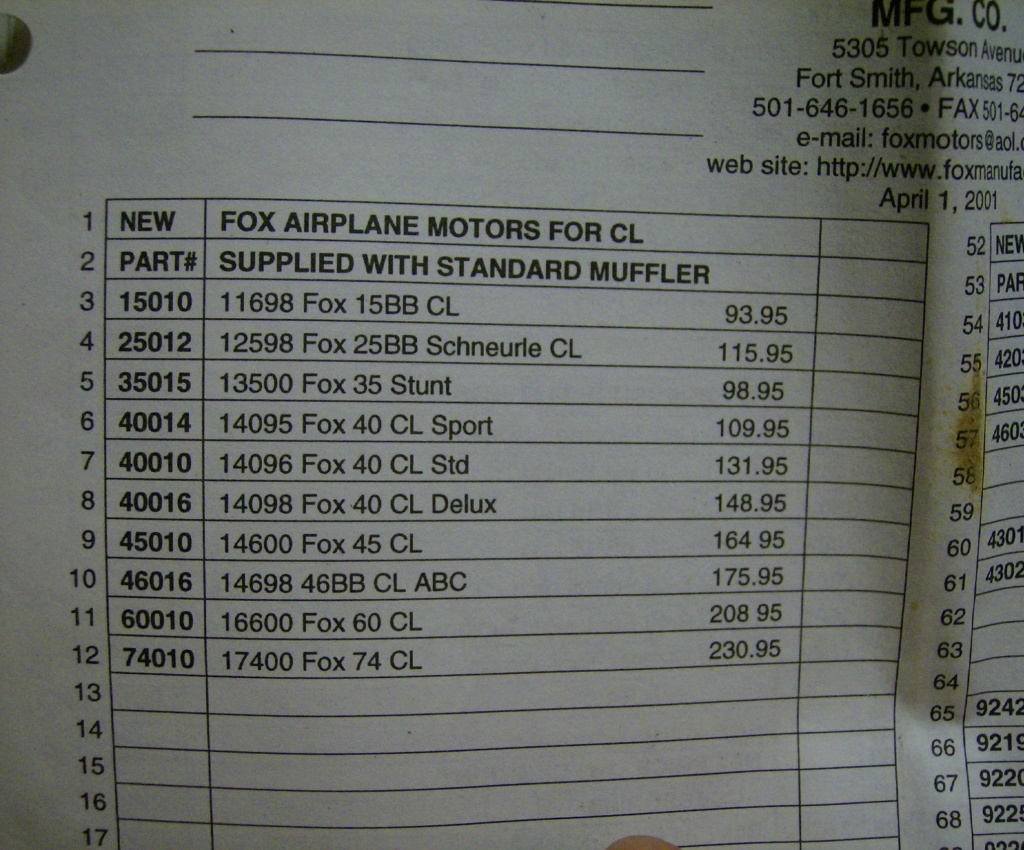 MFG. CO.
5305 Towson Avenu
Fort Smith, Arkansas 72
501-646-1656 • FAX 501-64
e-mail: foxmotors@aol.c
web site: http://www.foxmanufa
April 1, 2001
1 NEW FOX AIRPLANE MOTORS FOR CL
2 PART# SUPPLIED WITH STANDARD MUFFLER
3 15010 11698 Fox 15BB CL 93.95
4 25012 12598 Fox 25BB Schneurle CL 115.95
5 35015 13500 Fox 35 Stunt 98.95
6 40014 14095 Fox 40 CL Sport 109.95
7 40010 14096 Fox 40 CL Std 131.95
8 40016 14098 Fox 40 CL Delux 148.95
9 45010 14600 Fox 45 CL 164 95
10 46016 14698 46BB CL ABC 175.95
11 60010 16600 Fox 60 CL 208 95
12 74010 17400 Fox 74 CL 230.95
13
14
15
16
17
52 NEW
53 PAR
54 410
55 420
56 450
57 460
58
59
60 4301
61 4302
62
63
64
65 9242
66 9219
67 9220
68 9225